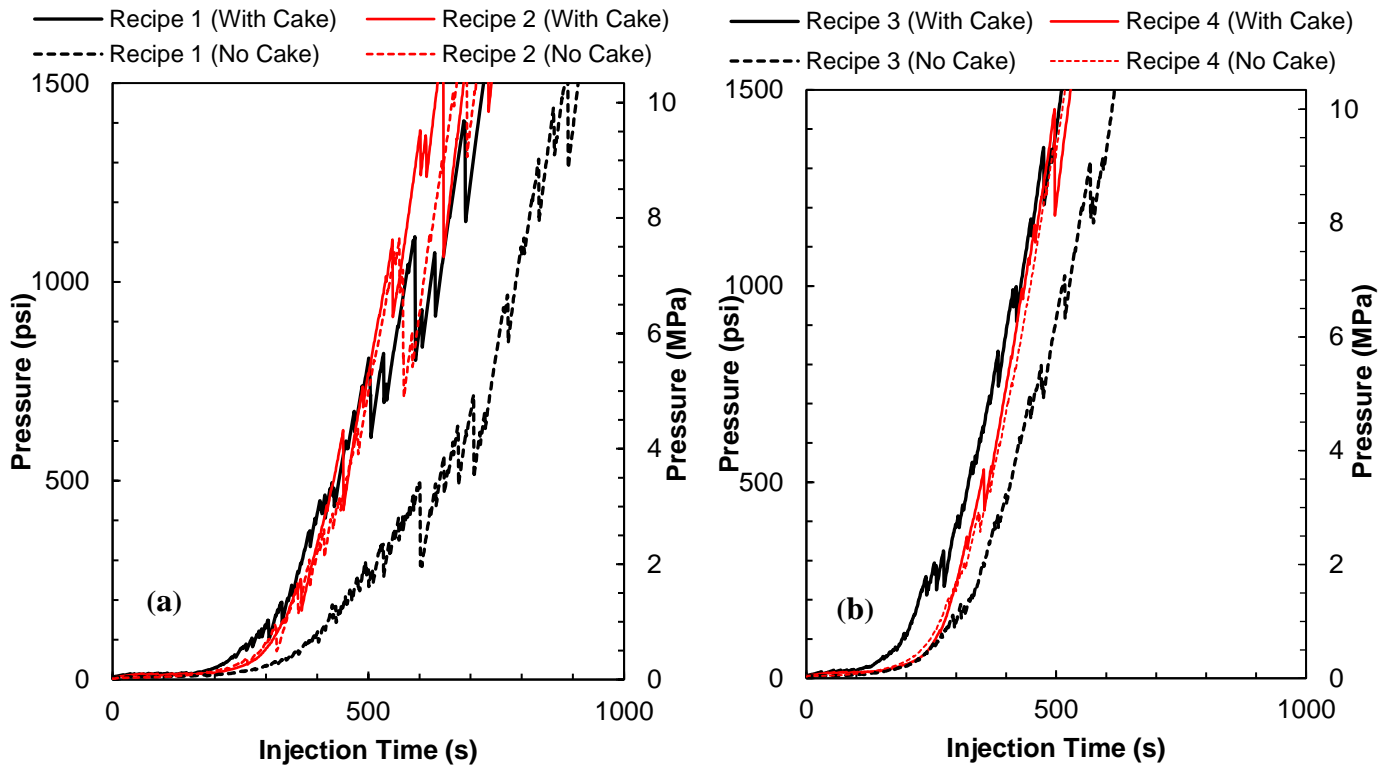 Recipe 1 (With Cake) Recipe 2 (With Cake)
Recipe 1 (No Cake) Recipe 2 (No Cake)
1500
1000
500
0
Pressure (psi)
10
8
6
4
2
0
Pressure (MPa)
(a)
0 500 1000
Injection Time (s)
Recipe 3 (With Cake) Recipe 4 (With Cake)
Recipe 3 (No Cake) Recipe 4 (No Cake)
1500
1000
500
0
Pressure (psi)
10
8
6
4
2
0
Pressure (MPa)
(b)
0 500 1000
Injection Time (s)